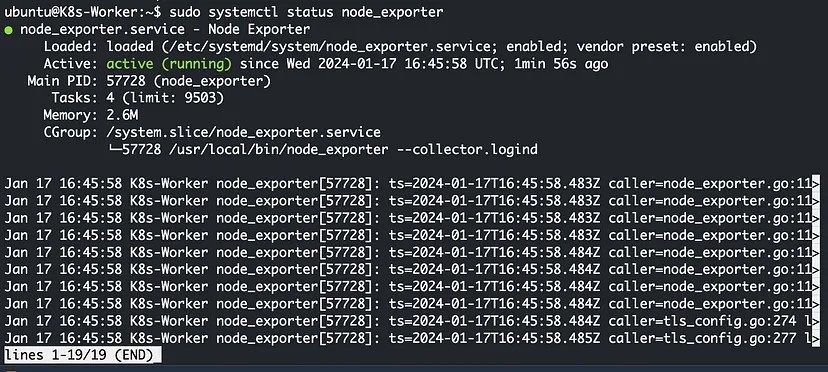 ubuntu@K8s-Worker:~$ sudo systemctl status node_exporter
● node_exporter.service - Node Exporter
Loaded: loaded (/etc/systemd/system/node_exporter.service; enabled; vendor preset: enabled)
Active: active (running) since Wed 2024-01-17 16:45:58 UTC; 1min 56s ago
Main PID: 57728 (node_exporter)
Tasks: 4 (limit: 9503)
Memory: 2.6M
CGroup: /system.slice/node_exporter.service
└─57728 /usr/local/bin/node_exporter --collector.logind
Jan 17 16:45:58 K8s-Worker node_exporter[57728]: ts=2024-01-17T16:45:58.483Z caller=node_exporter.go:11>
Jan 17 16:45:58 K8s-Worker node_exporter[57728]: ts=2024-01-17T16:45:58.483Z caller=node_exporter.go:11>
Jan 17 16:45:58 K8s-Worker node_exporter[57728]: ts=2024-01-17T16:45:58.483Z caller=node_exporter.go:11>
Jan 17 16:45:58 K8s-Worker node_exporter[57728]: ts=2024-01-17T16:45:58.483Z caller=node_exporter.go:11>
Jan 17 16:45:58 K8s-Worker node_exporter[57728]: ts=2024-01-17T16:45:58.484Z caller=node_exporter.go:11>
Jan 17 16:45:58 K8s-Worker node_exporter[57728]: ts=2024-01-17T16:45:58.484Z caller=node_exporter.go:11>
Jan 17 16:45:58 K8s-Worker node_exporter[57728]: ts=2024-01-17T16:45:58.484Z caller=node_exporter.go:11>
Jan 17 16:45:58 K8s-Worker node_exporter[57728]: ts=2024-01-17T16:45:58.484Z caller=node_exporter.go:11>
Jan 17 16:45:58 K8s-Worker node_exporter[57728]: ts=2024-01-17T16:45:58.484Z caller=tls_config.go:274 l>
Jan 17 16:45:58 K8s-Worker node_exporter[57728]: ts=2024-01-17T16:45:58.485Z caller=tls_config.go:277 l>
lines 1-19/19 (END)